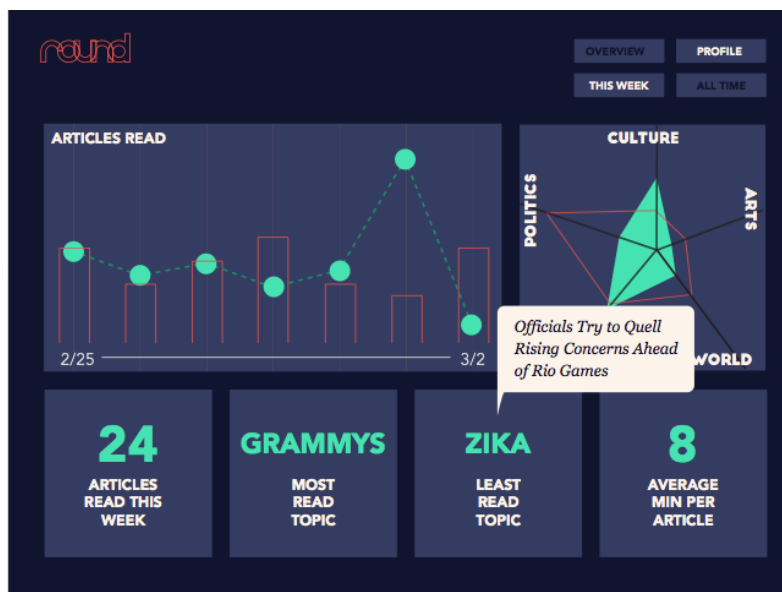 round
OVERVIEW
PROFILE
THIS WEEK
ALL TIME
ARTICLES READ
2/25
3/2
CULTURE
POLITICS
ARTS
WORLD
Officials Try to Quell
Rising Concerns Ahead
of Rio Games
24
ARTICLES
READ THIS
WEEK
GRAMMYS
MOST
READ
TOPIC
ZIKA
LEAST
READ
TOPIC
8
AVERAGE
MIN PER
ARTICLE